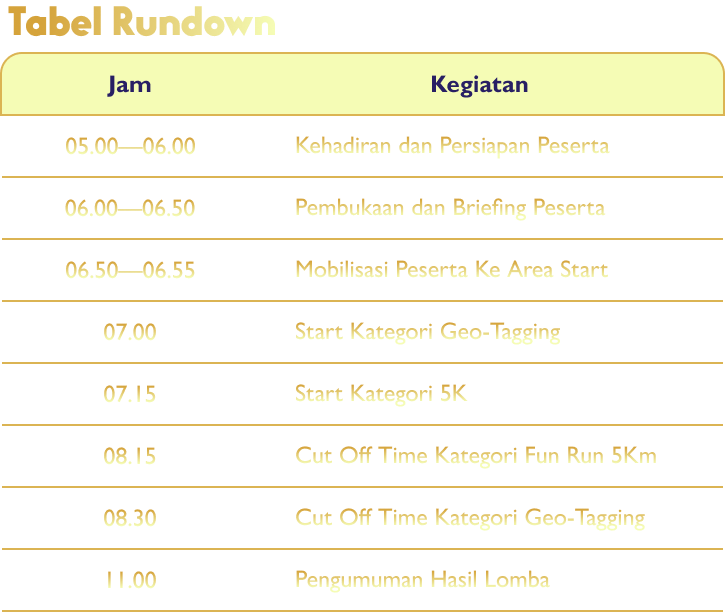 Tabel Rundown
Jam Kegiatan
05.00—06.00 Kehadiran dan Persiapan Peserta
06.00—06.50 Pembukaan dan Briefing Peserta
06.50—06.55 Mobilisasi Peserta Ke Area Start
07.00 Start Kategori Geo-Tagging
07.15 Start Kategori 5K
08.15 Cut Off Time Kategori Fun Run 5Km
08.30 Cut Off Time Kategori Geo-Tagging
11.00 Pengumuman Hasil Lomba